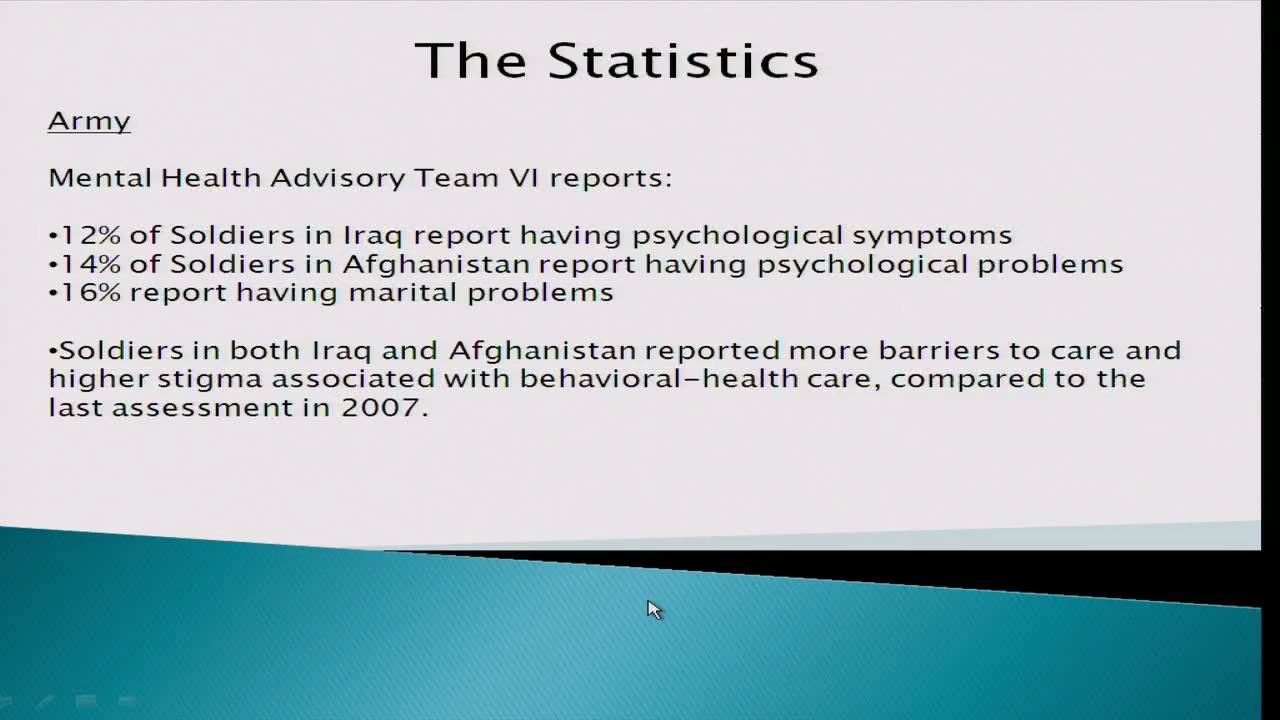 The Statistics
Army
Mental Health Advisory Team VI reports:
•12% of Soldiers in Iraq report having psychological symptoms
•14% of Soldiers in Afghanistan report having psychological problems
•16% report having marital problems
•Soldiers in both Iraq and Afghanistan reported more barriers to care and
higher stigma associated with behavioral-health care, compared to the
last assessment in 2007.